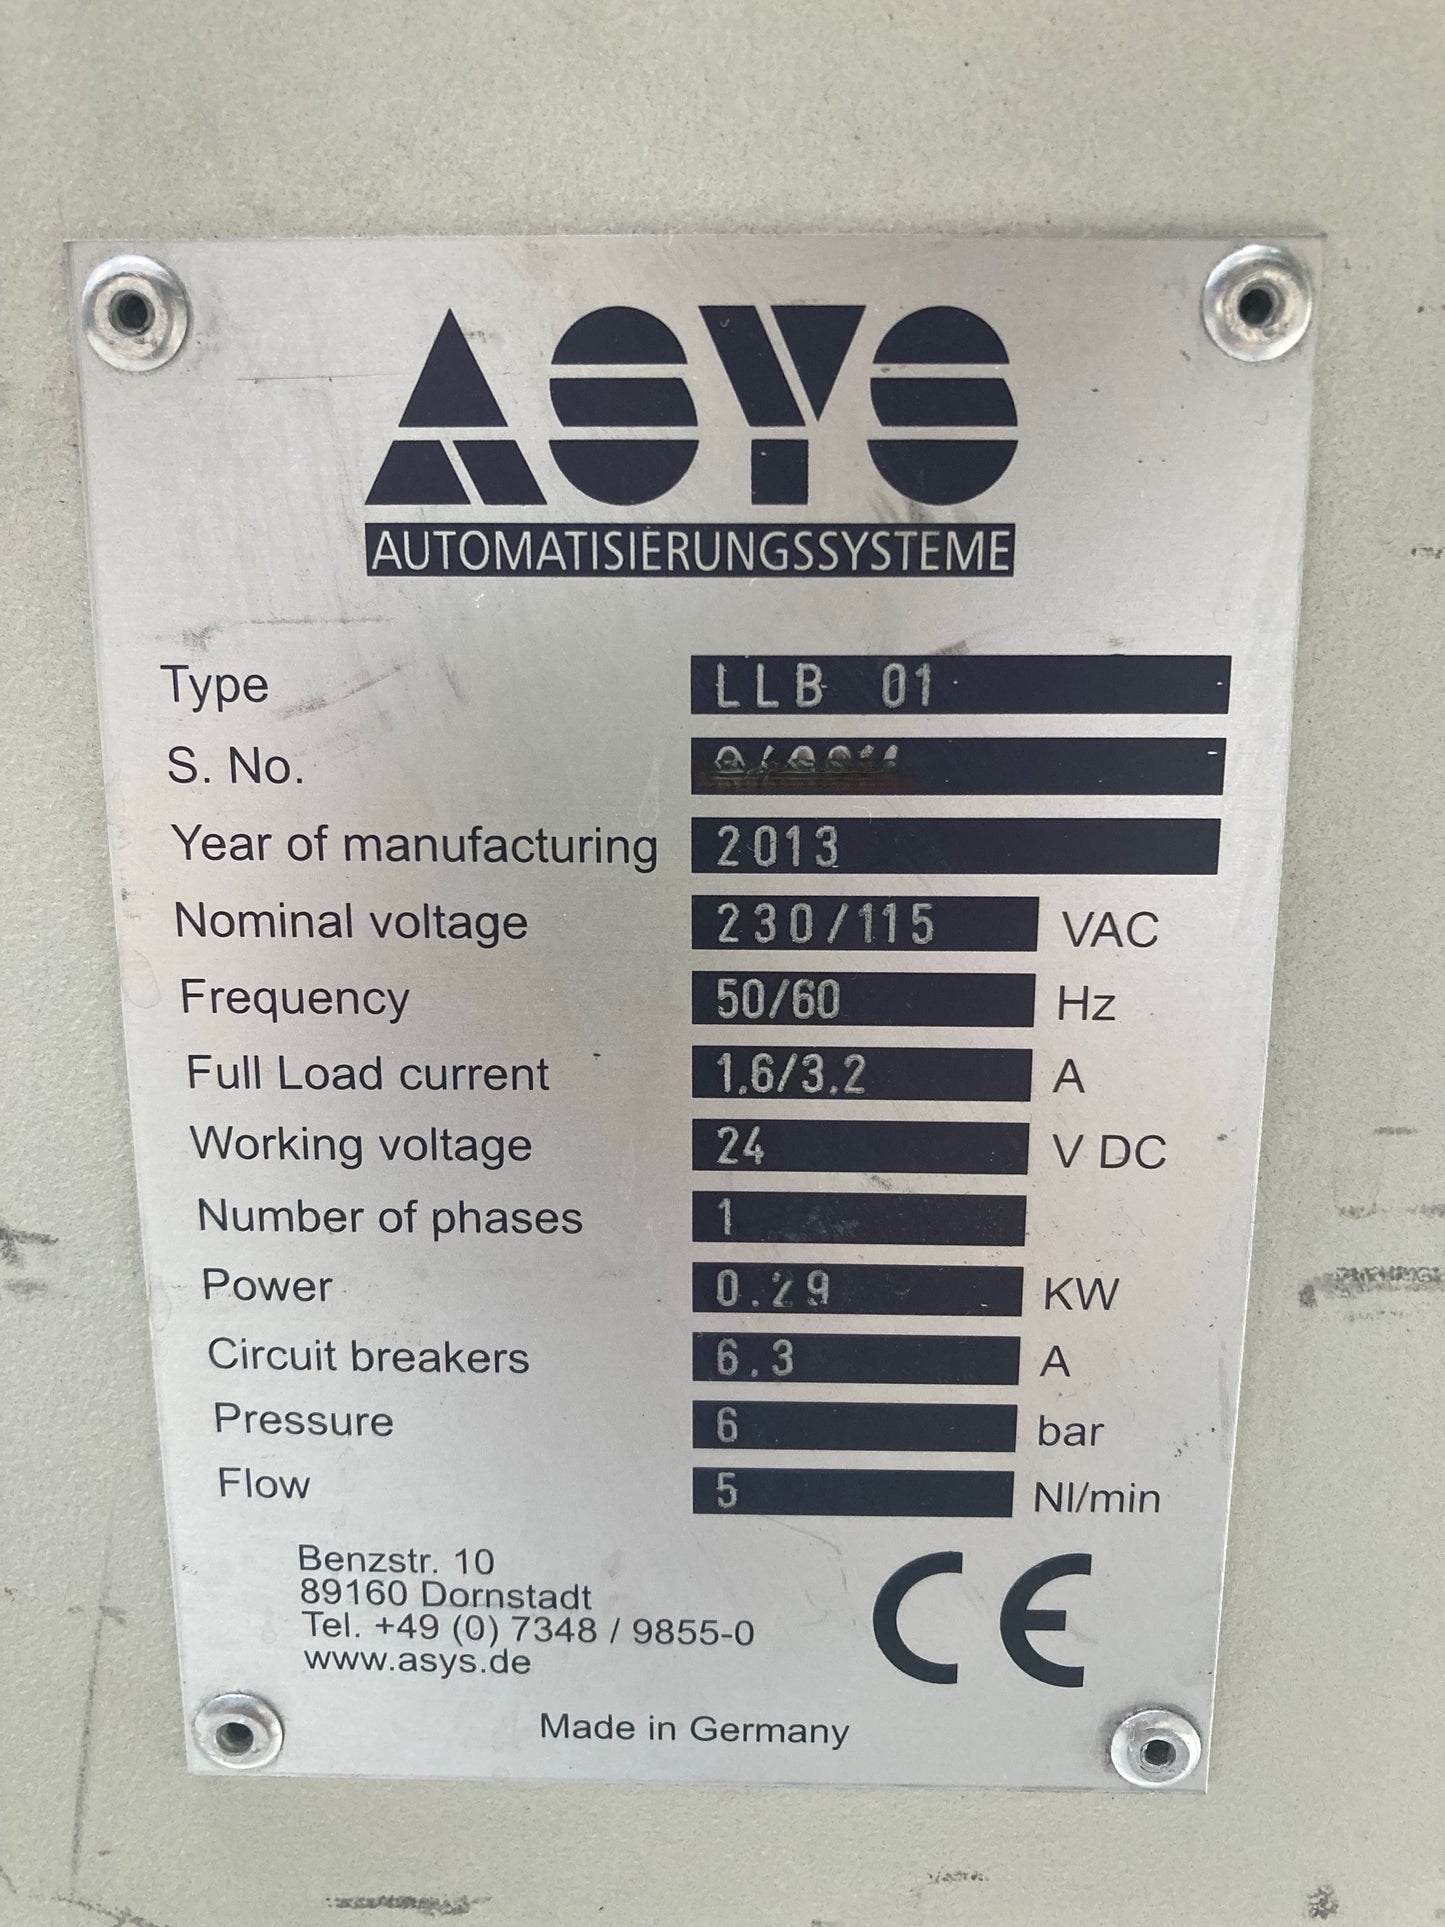 ASYS
AUTOMATISIERUNGSSYSTEME
Type LLB 01
S. No.
Year of manufacturing 2013
Nominal voltage 230/115 VAC
Frequency 50/60 Hz
Full Load current 1.6/3.2 A
Working voltage 24 V DC
Number of phases 1
Power 0.29 KW
Circuit breakers 6.3 A
Pressure 6 bar
Flow 5 Nl/min
Benzstr. 10
89160 Dornstadt
Tel. +49 (0) 7348 / 9855-0
www.asys.de
CE
Made in Germany